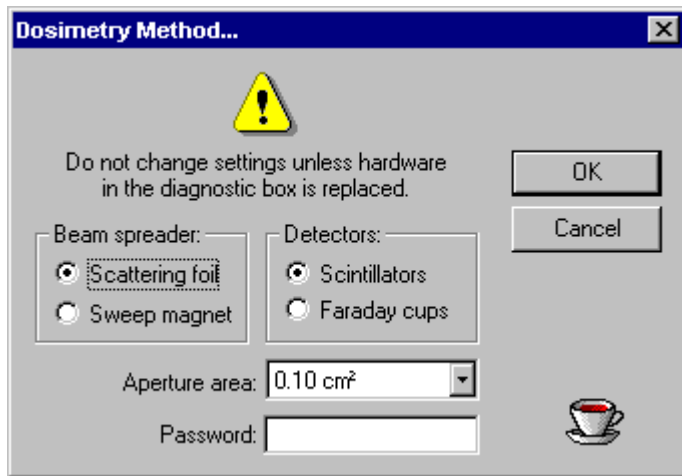 Dosimetry Method...
Do not change settings unless hardware
in the diagnostic box is replaced.
OK
Cancel
Beam spreader:
Scattering foil
Sweep magnet
Detectors:
Scintillators
Faraday cups
Aperture area: 0.10 cm²
Password: